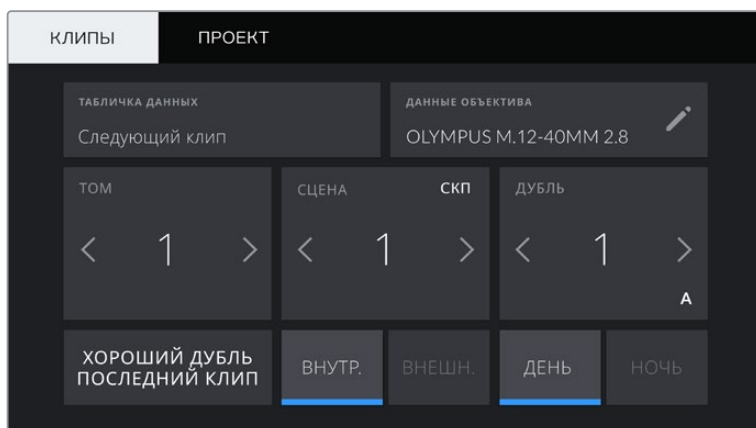 КЛИПЫ ПРОЕКТ
ТАБЛИЧКА ДАННЫХ ДАННЫЕ ОБЪЕКТИВА
Следующий клип OLYMPUS M.12-40MM 2.8
ТОМ СЦЕНА СКП ДУБЛЬ
1 1 1
A
ХОРОШИЙ ДУБЛЬ
ПОСЛЕДНИЙ КЛИП
ВНУТР. ВНЕШН. ДЕНЬ НОЧЬ